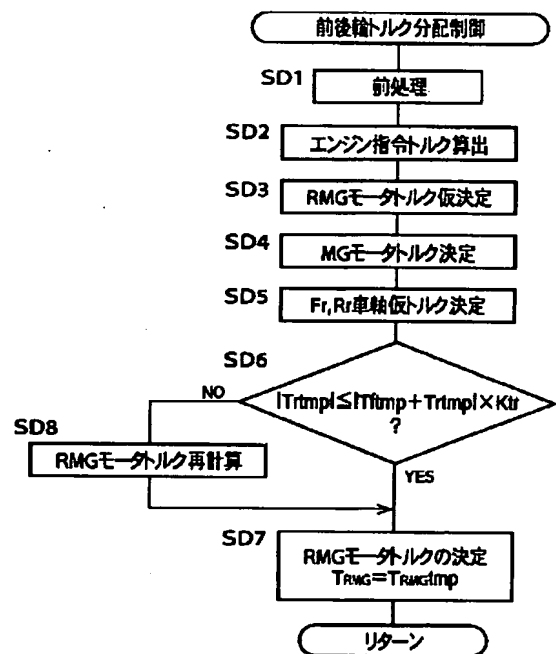 前後輪トルク分配制御
SD1
前処理
SD2
エンジン指令トルク算出
SD3
RMGモータトルク仮決定
SD4
MGモータトルク決定
SD5
Fr,Rr車軸仮トルク決定
SD6
|Trtmp|≦|Tftmp+Trtmp|×Ktr
?
NO
YES
SD8
RMGモータトルク再計算
SD7
RMGモータトルクの決定
TRMG=TRMGtmp
リターン